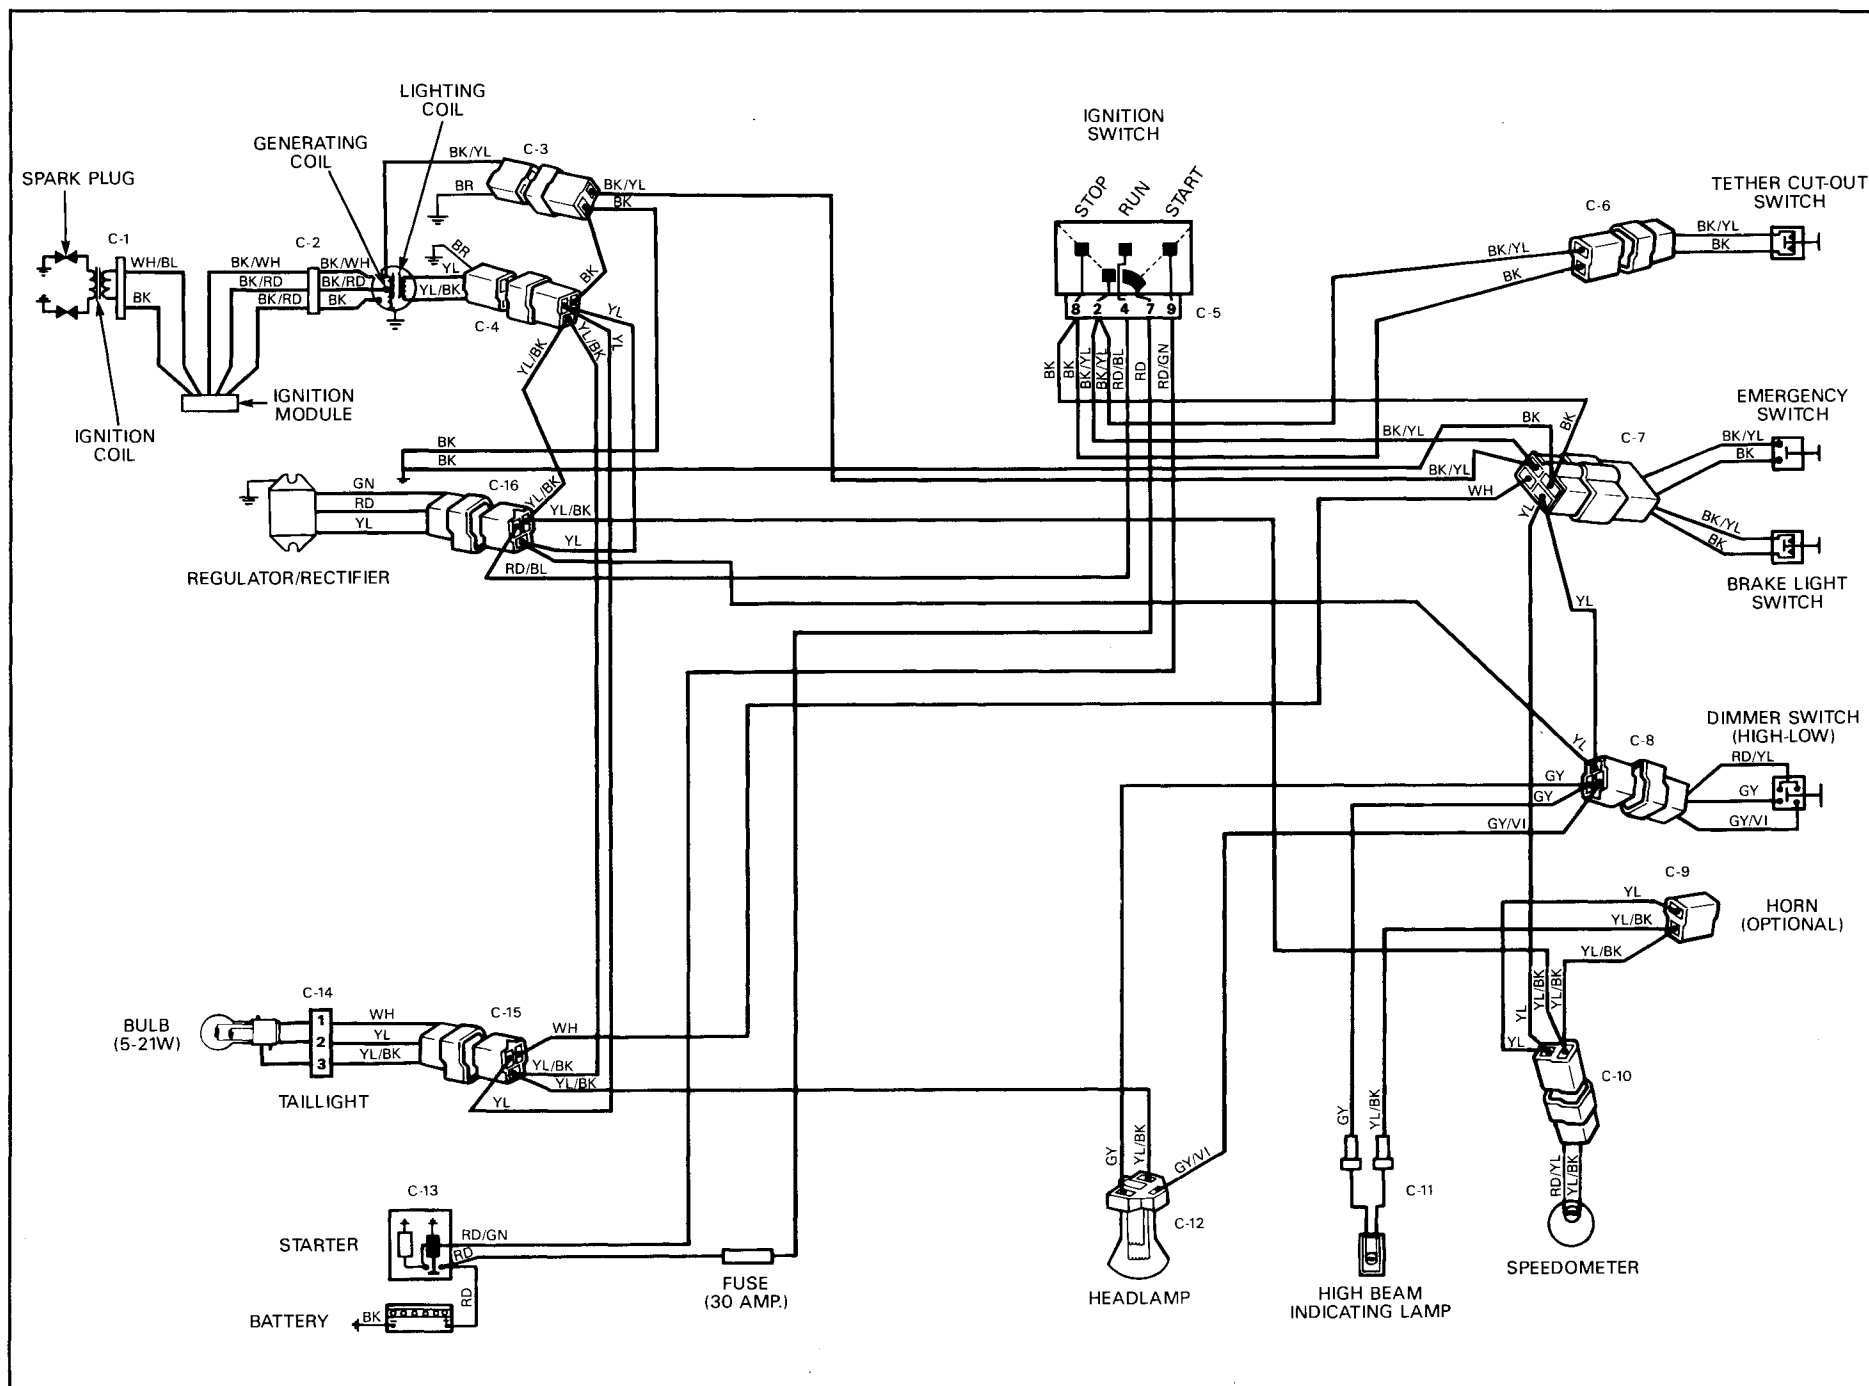 LIGHTING
COIL
GENERATING
COIL
SPARK PLUG
C-1
WH/BL
BK
C-2
BK/WH
BK/RD
BK/RD
BK/WH
BK/RD
BK
BK/YL
C-3
BR
BK/YL
BK
BR
YL
YL/BK
C-4
BK
YL
YL/BK
YL
YL/BK
IGNITION
MODULE
IGNITION
COIL
IGNITION
SWITCH
STOP
RUN
START
8 2 4 7 9
C-5
BK
BK
BK/YL
BK/YL
RD/BL
RD
RD/GN
TETHER CUT-OUT
SWITCH
C-6
BK/YL
BK
BK/YL
BK
EMERGENCY
SWITCH
BK/YL
BK
BK
BK/YL
BK
C-7
BK/YL
WH
YL
BK/YL
BK
BRAKE LIGHT
SWITCH
YL
BK
BK
GN
RD
YL
C-16
YL/BK
YL/BK
YL
RD/BL
REGULATOR/RECTIFIER
DIMMER SWITCH
(HIGH-LOW)
YL
C-8
RD/YL
GY
GY
GY
GY/VI
GY/VI
C-9
YL
YL/BK
YL/BK
HORN
(OPTIONAL)
YL/BK
YL/BK
YL
YL
C-10
RD/YL
YL/BK
SPEEDOMETER
BULB
(5-21W)
C-14
1
2
3
WH
YL
YL/BK
C-15
WH
YL/BK
YL/BK
YL
TAILLIGHT
GY
YL/BK
GY/VI
C-12
HEADLAMP
GY
YL/BK
C-11
HIGH BEAM
INDICATING LAMP
C-13
STARTER
RD/GN
RD
RD
FUSE
(30 AMP.)
BATTERY
BK